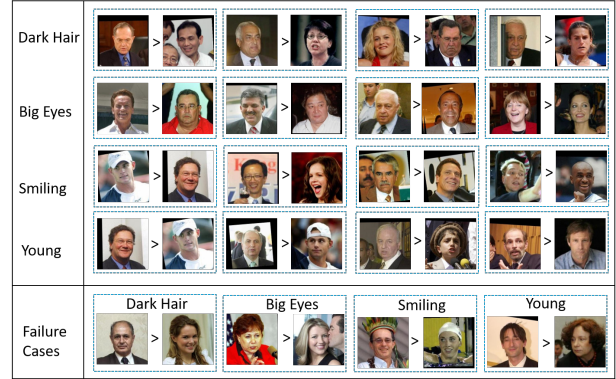 Dark Hair
> > > >
Big Eyes
> > > >
Smiling
> > > >
Young
> > > >
Dark Hair Big Eyes Smiling Young
Failure
Cases
> > > >